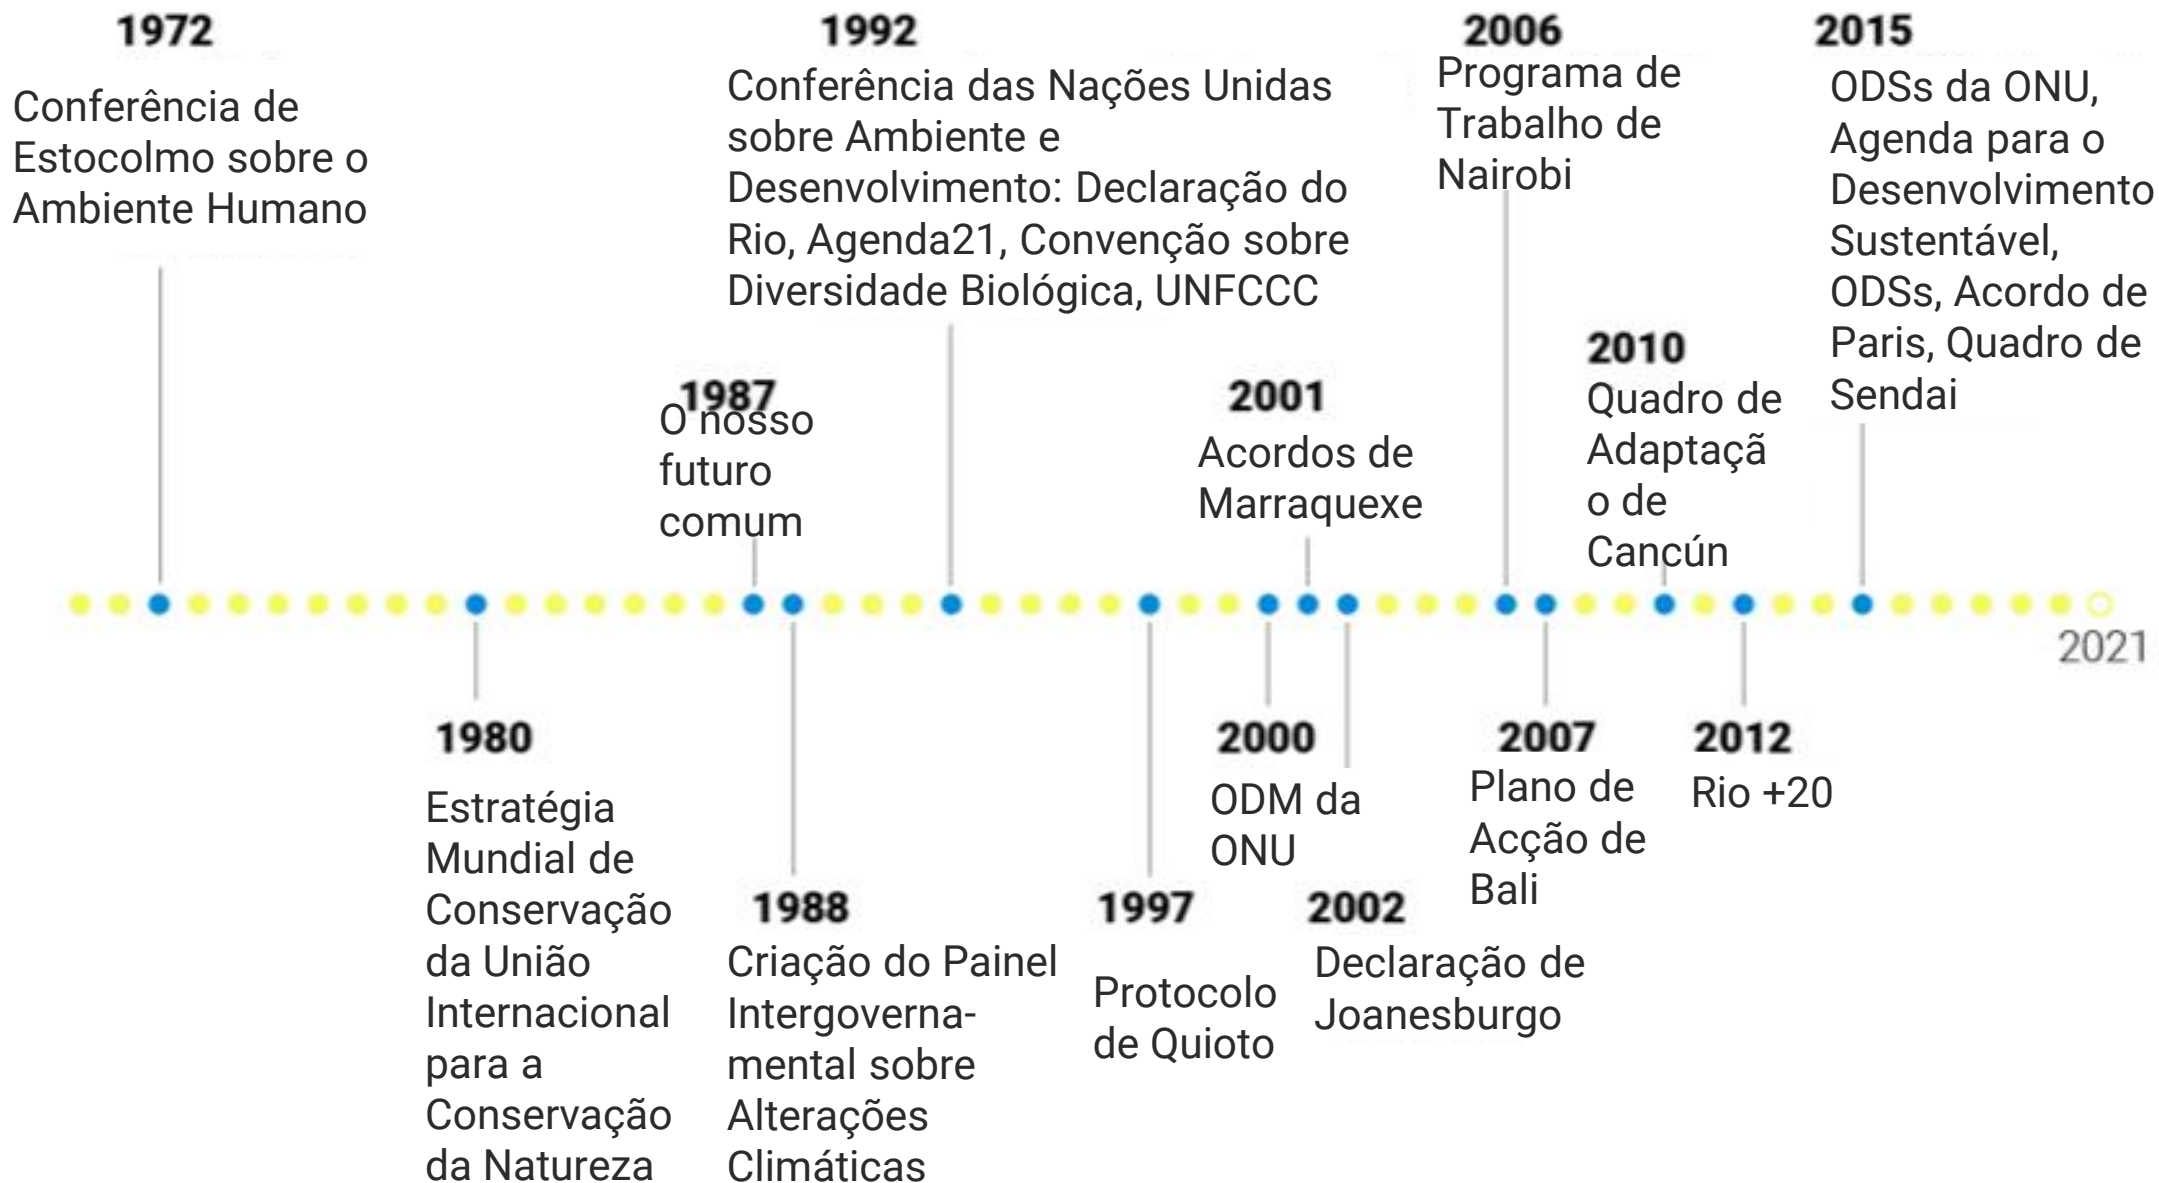 1972
Conferência de
Estocolmo sobre o
Ambiente Humano
1992
Conferência das Nações Unidas
sobre Ambiente e
Desenvolvimento: Declaração do
Rio, Agenda21, Convenção sobre
Diversidade Biológica, UNFCCC
2006
Programa de
Trabalho de
Nairobi
2015
ODSs da ONU,
Agenda para o
Desenvolvimento
Sustentável,
ODSs, Acordo de
Paris, Quadro de
Sendai
1987
O nosso
futuro
comum
2001
Acordos de
Marraquexe
2010
Quadro de
Adaptaçã
o de
Cancún
2021
1980
Estratégia
Mundial de
Conservação
da União
Internacional
para a
Conservação
da Natureza
1988
Criação do Painel
Intergoverna-
mental sobre
Alterações
Climáticas
1997
Protocolo
de Quioto
2000
ODM da
ONU
2002
Declaração de
Joanesburgo
2007
Plano de
Acção de
Bali
2012
Rio +20